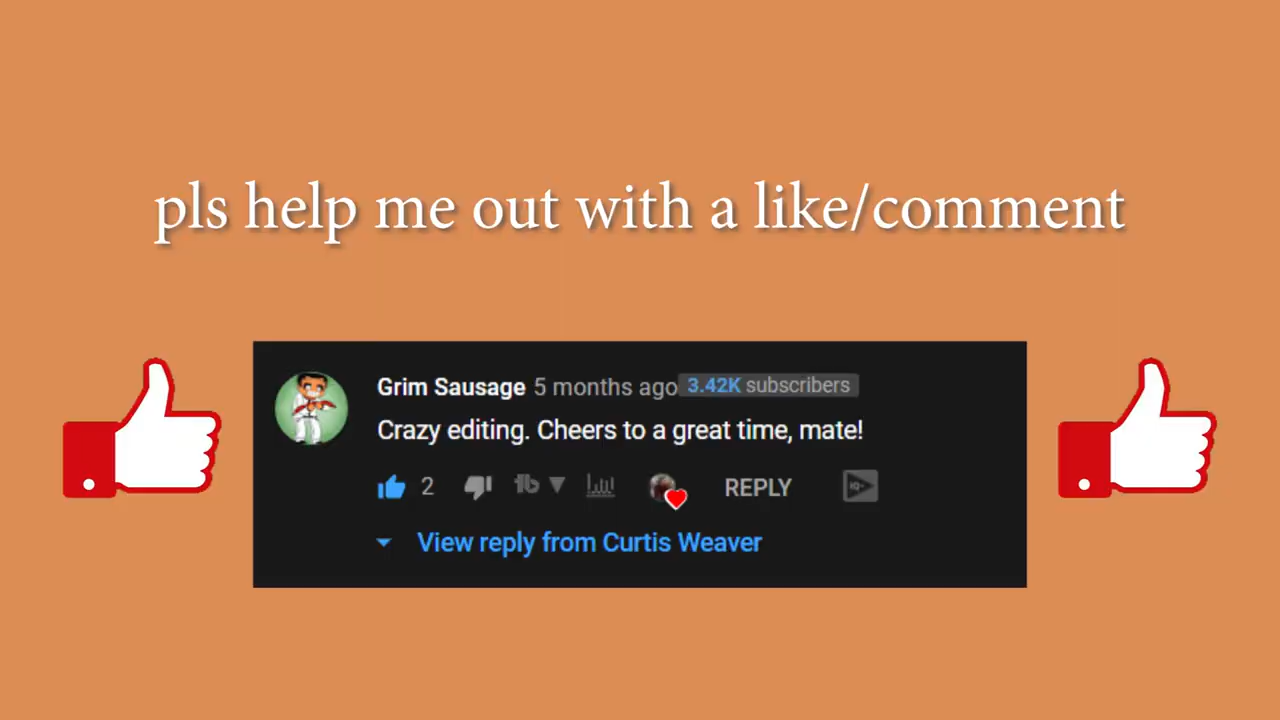 pls help me out with a like/comment
Grim Sausage 5 months ago 3.42K subscribers
Crazy editing. Cheers to a great time, mate!
2 REPLY
View reply from Curtis Weaver